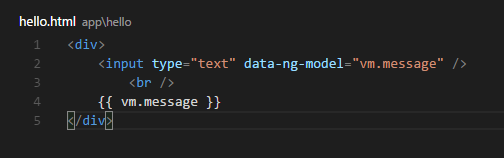 hello.html app\hello
1 <div>
2 <input type="text" data-ng-model="vm.message" />
3 <br />
4 {{ vm.message }}
5 </div>